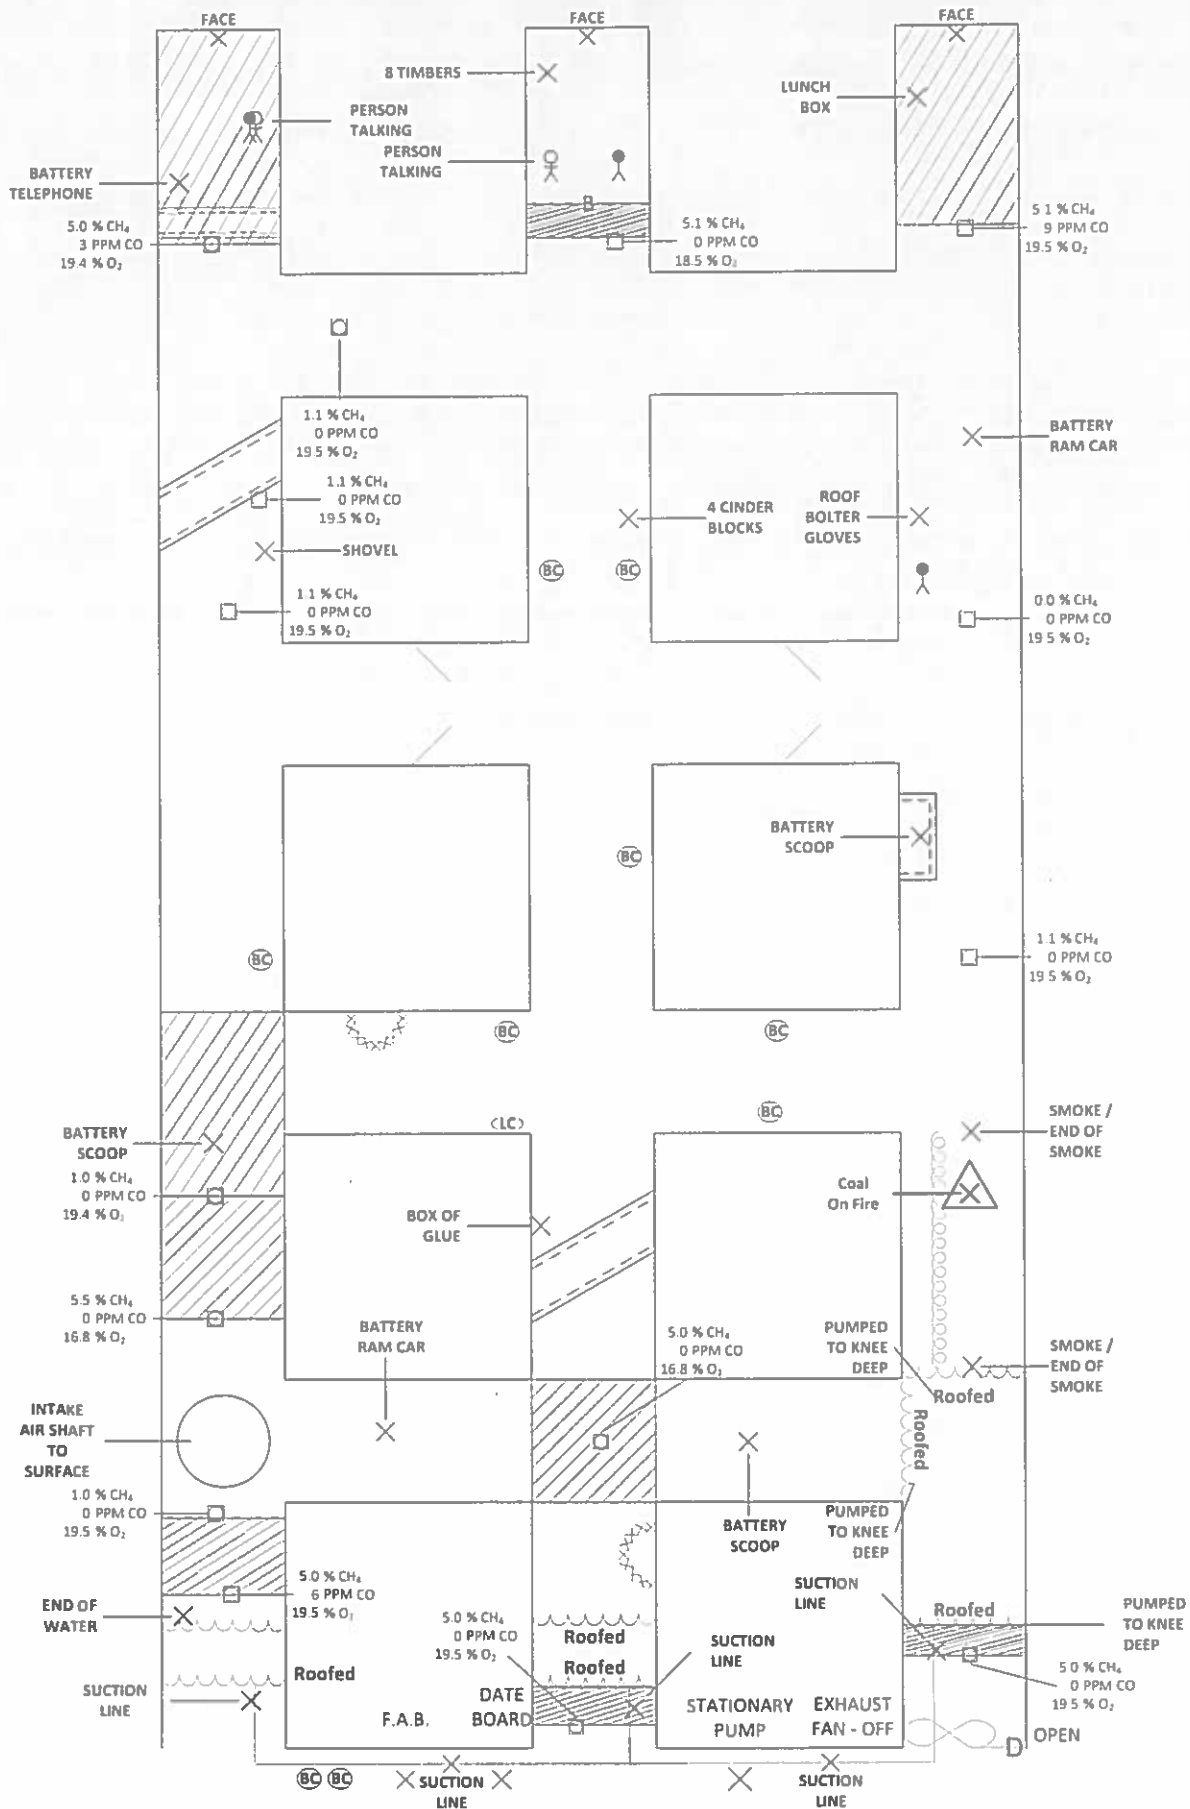 FACE
FACE
FACE
8 TIMBERS
LUNCH
BOX
PERSON
TALKING
PERSON
TALKING
BATTERY
TELEPHONE
B
5.0 % CH₄
3 PPM CO
19.4 % O₂
5.1 % CH₄
0 PPM CO
18.5 % O₂
5.1 % CH₄
9 PPM CO
19.5 % O₂
1.1 % CH₄
0 PPM CO
19.5 % O₂
BATTERY
RAM CAR
1.1 % CH₄
0 PPM CO
19.5 % O₂
4 CINDER
BLOCKS
ROOF
BOLTER
GLOVES
SHOVEL
BC
BC
1.1 % CH₄
0 PPM CO
19.5 % O₂
0.0 % CH₄
0 PPM CO
19.5 % O₂
BATTERY
SCOOP
BC
BC
1.1 % CH₄
0 PPM CO
19.5 % O₂
BC
BC
(LC)
BC
SMOKE /
END OF
SMOKE
BATTERY
SCOOP
1.0 % CH₄
0 PPM CO
19.4 % O₂
Coal
On Fire
BOX OF
GLUE
5.5 % CH₄
0 PPM CO
16.8 % O₂
BATTERY
RAM CAR
5.0 % CH₄
0 PPM CO
16.8 % O₂
PUMPED
TO KNEE
DEEP
SMOKE /
END OF
SMOKE
Roofed
Roofed
INTAKE
AIR SHAFT
TO
SURFACE
1.0 % CH₄
0 PPM CO
19.5 % O₂
BATTERY
SCOOP
PUMPED
TO KNEE
DEEP
5.0 % CH₄
6 PPM CO
19.5 % O₂
SUCTION
LINE
END OF
WATER
5.0 % CH₄
0 PPM CO
19.5 % O₂
Roofed
Roofed
PUMPED
TO KNEE
DEEP
SUCTION
LINE
Roofed
Roofed
SUCTION
LINE
5.0 % CH₄
0 PPM CO
19.5 % O₂
F.A.B.
DATE
BOARD
STATIONARY
PUMP
EXHAUST
FAN - OFF
D OPEN
BC BC
SUCTION
LINE
SUCTION
LINE